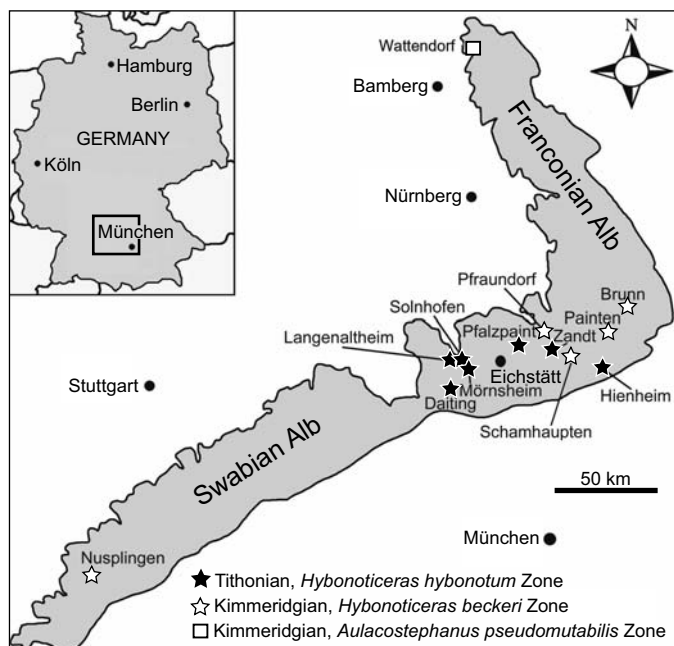 Hamburg
Berlin
GERMANY
Köln
München
N
Wattendorf
Bamberg
Franconian Alb
Nürnberg
Pfraundorf
Brunn
Solnhofen
Painten
Langenaltheim
Pfalzpaint
Zandt
Stuttgart
Eichstätt
Mörnsheim
Daiting
Hienheim
Schamhaupten
Swabian Alb
50 km
München
Nusplingen
Tithonian, Hybonoticeras hybonotum Zone
Kimmeridgian, Hybonoticeras beckeri Zone
Kimmeridgian, Aulacostephanus pseudomutabilis Zone